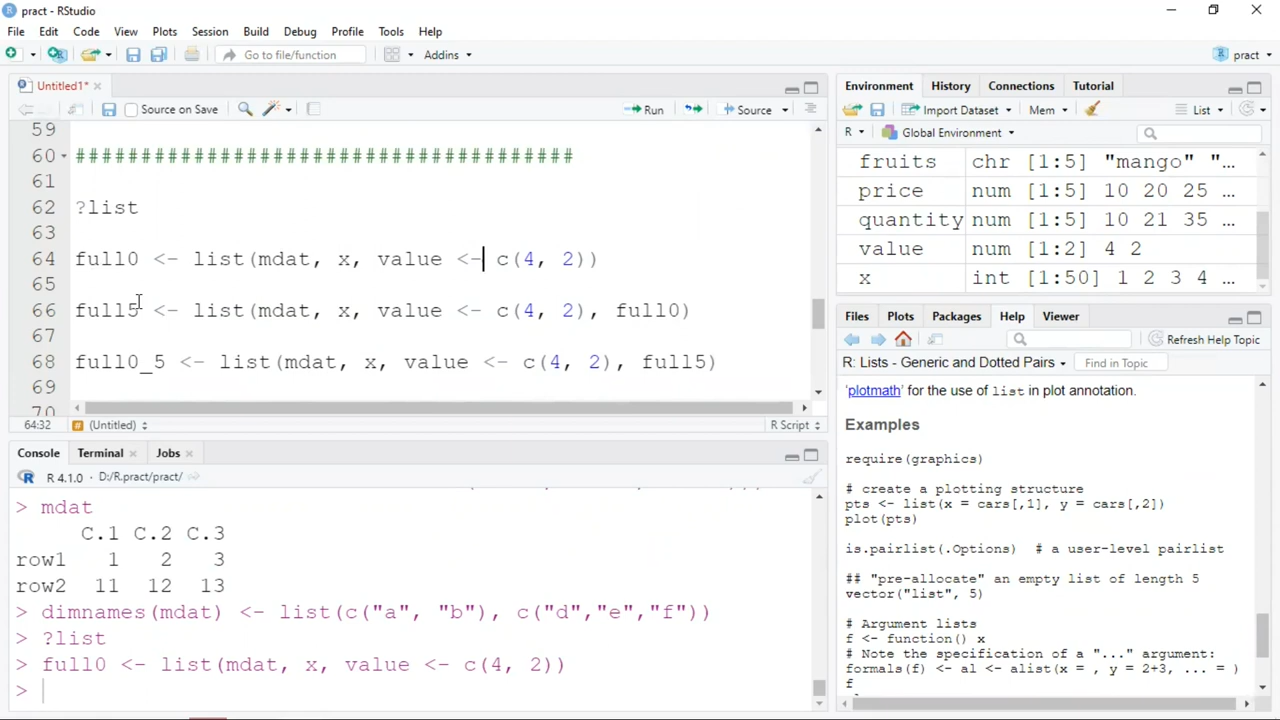 pract - RStudio
File Edit Code View Plots Session Build Debug Profile Tools Help
Go to file/function Addins pract
Untitled1*
Source on Save Run Source
59
60 ######################################
61
62 ?list
63
64 full0 <- list(mdat, x, value <- c(4, 2))
65
66 full5 <- list(mdat, x, value <- c(4, 2), full0)
67
68 full0_5 <- list(mdat, x, value <- c(4, 2), full5)
69
70
64:32 # (Untitled) R Script
Console Terminal Jobs
R 4.1.0 · D:/R.pract/pract/
> mdat
C.1 C.2 C.3
row1 1 2 3
row2 11 12 13
> dimnames(mdat) <- list(c("a", "b"), c("d","e","f"))
> ?list
> full0 <- list(mdat, x, value <- c(4, 2))
>
Environment History Connections Tutorial
Import Dataset Mem List
R Global Environment
fruits chr [1:5] "mango" "…
price num [1:5] 10 20 25 …
quantity num [1:5] 10 21 35 …
value num [1:2] 4 2
x int [1:50] 1 2 3 4 …
Files Plots Packages Help Viewer
Refresh Help Topic
R: Lists - Generic and Dotted Pairs Find in Topic
‘plotmath’ for the use of list in plot annotation.
Examples
require(graphics)
# create a plotting structure
pts <- list(x = cars[,1], y = cars[,2])
plot(pts)
is.pairlist(.Options) # a user-level pairlist
## "pre-allocate" an empty list of length 5
vector("list", 5)
# Argument lists
f <- function() x
# Note the specification of a "..." argument:
formals(f) <- al <- alist(x = , y = 2+3, ... = )
f